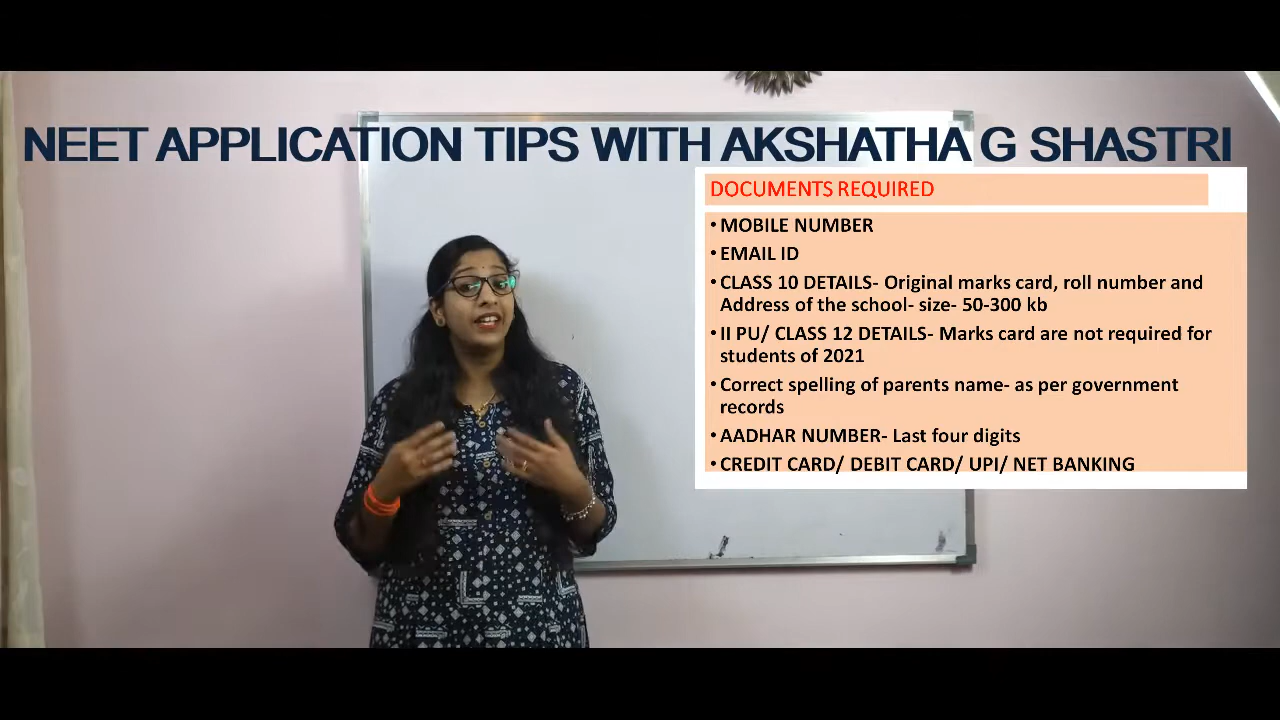 NEET APPLICATION TIPS WITH AKSHATHA G SHASTRI
DOCUMENTS REQUIRED
• MOBILE NUMBER
• EMAIL ID
• CLASS 10 DETAILS- Original marks card, roll number and
Address of the school- size- 50-300 kb
• II PU/ CLASS 12 DETAILS- Marks card are not required for
students of 2021
• Correct spelling of parents name- as per government
records
• AADHAR NUMBER- Last four digits
• CREDIT CARD/ DEBIT CARD/ UPI/ NET BANKING